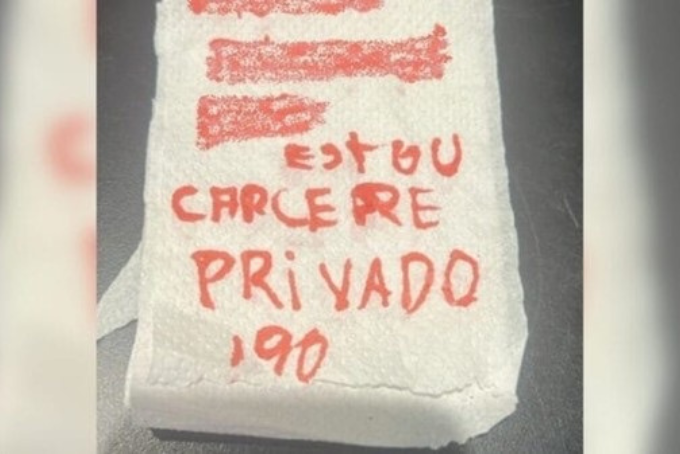 ESTOU
CARCERE
PRIVADO
190